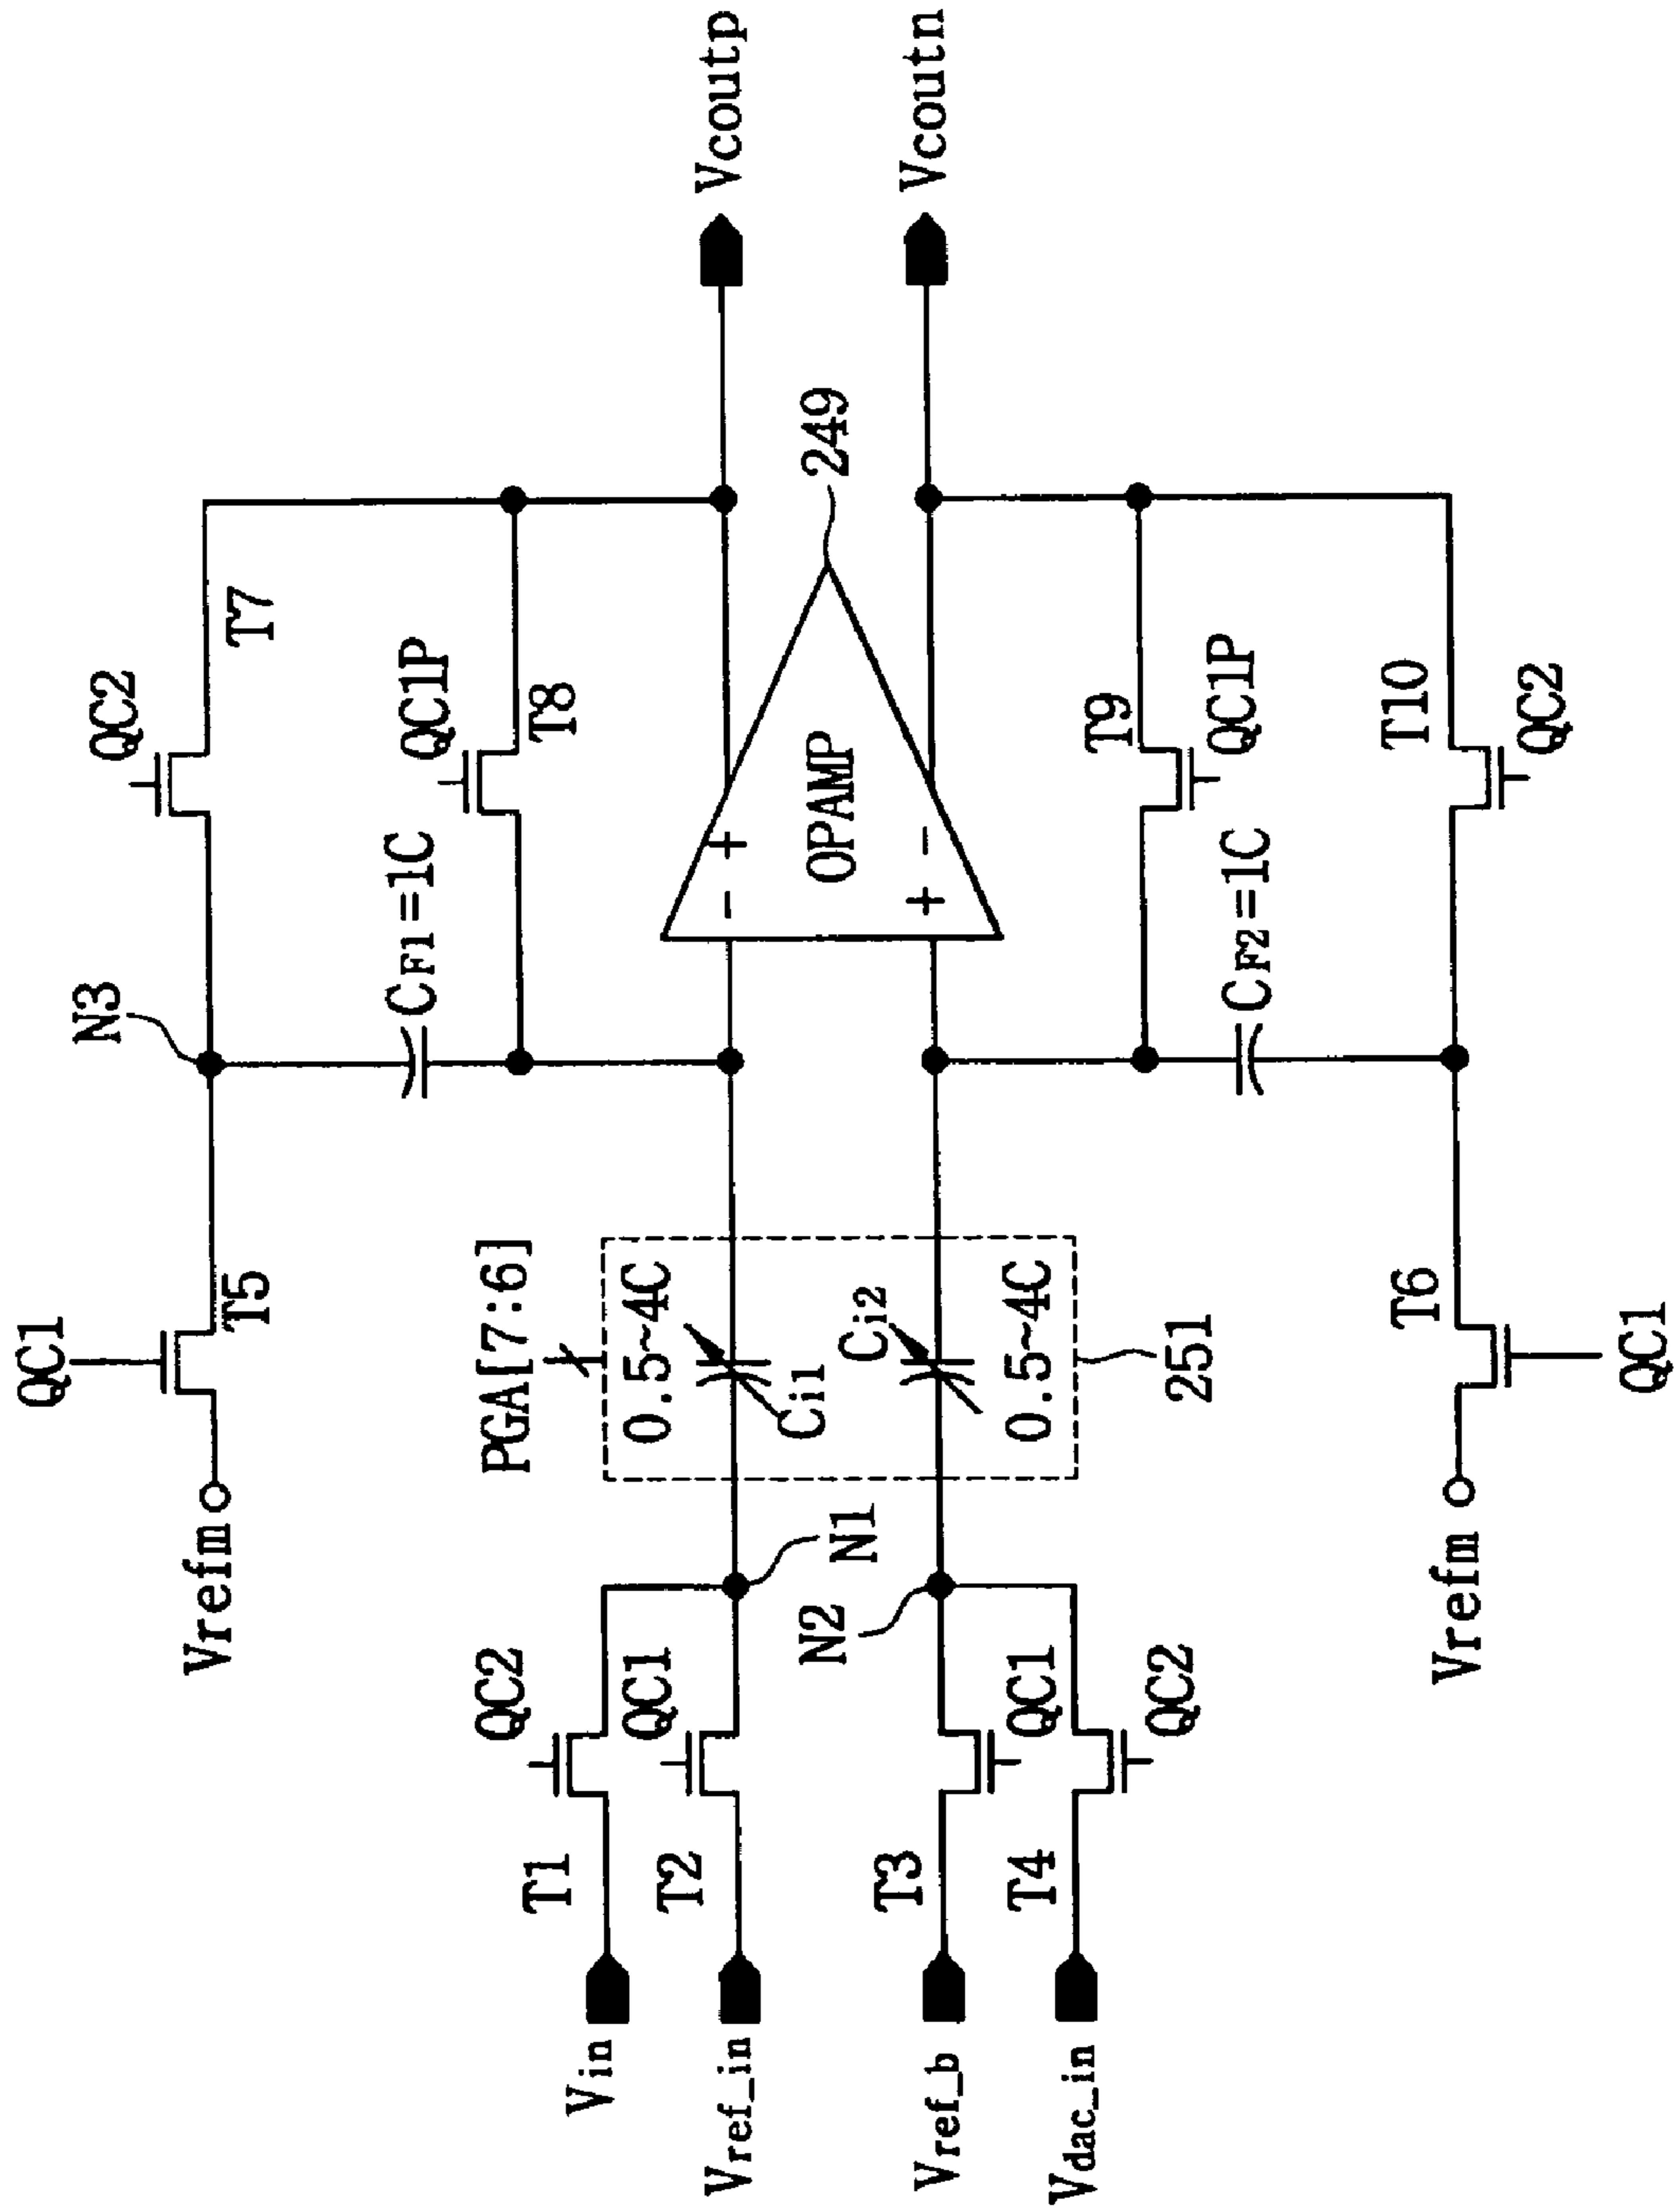 QC1
T5
Vrefm
N3
QC2
T7
CF1=1C
QC1P
T8
PGA[7:6]
0.5~4C
Ci1
Ci2
0.5~4C
251
- +
OPAMP
+ -
249
Vcoutp
Vcoutn
QC2
T1
Vin
QC1
T2
Vref_in
N1
N2
QC1
T3
Vref_b
QC2
T4
Vdac_in
T9
QC1P
CF2=1C
T10
QC2
T6
Vrefm
QC1